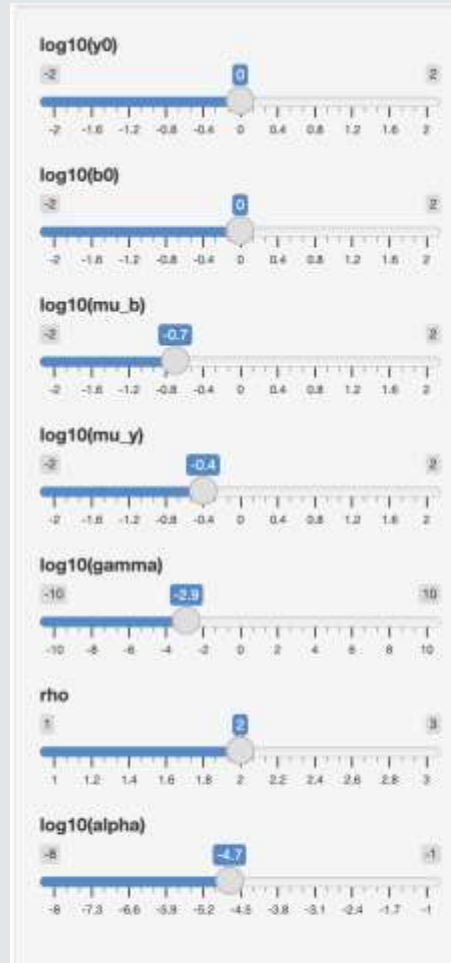 log10(y0)
-2 0 2
-2 -1.6 -1.2 -0.8 -0.4 0 0.4 0.8 1.2 1.6 2
log10(b0)
-2 0 2
-2 -1.6 -1.2 -0.8 -0.4 0 0.4 0.8 1.2 1.6 2
log10(mu_b)
-2 -0.7 2
-2 -1.6 -1.2 -0.8 -0.4 0 0.4 0.8 1.2 1.6 2
log10(mu_y)
-2 -0.4 2
-2 -1.6 -1.2 -0.8 -0.4 0 0.4 0.8 1.2 1.6 2
log10(gamma)
-10 -2.9 10
-10 -8 -6 -4 -2 0 2 4 6 8 10
rho
1 2 3
1 1.2 1.4 1.6 1.8 2 2.2 2.4 2.6 2.8 3
log10(alpha)
-8 -4.7 -1
-8 -7.3 -6.6 -5.9 -5.2 -4.5 -3.8 -3.1 -2.4 -1.7 -1